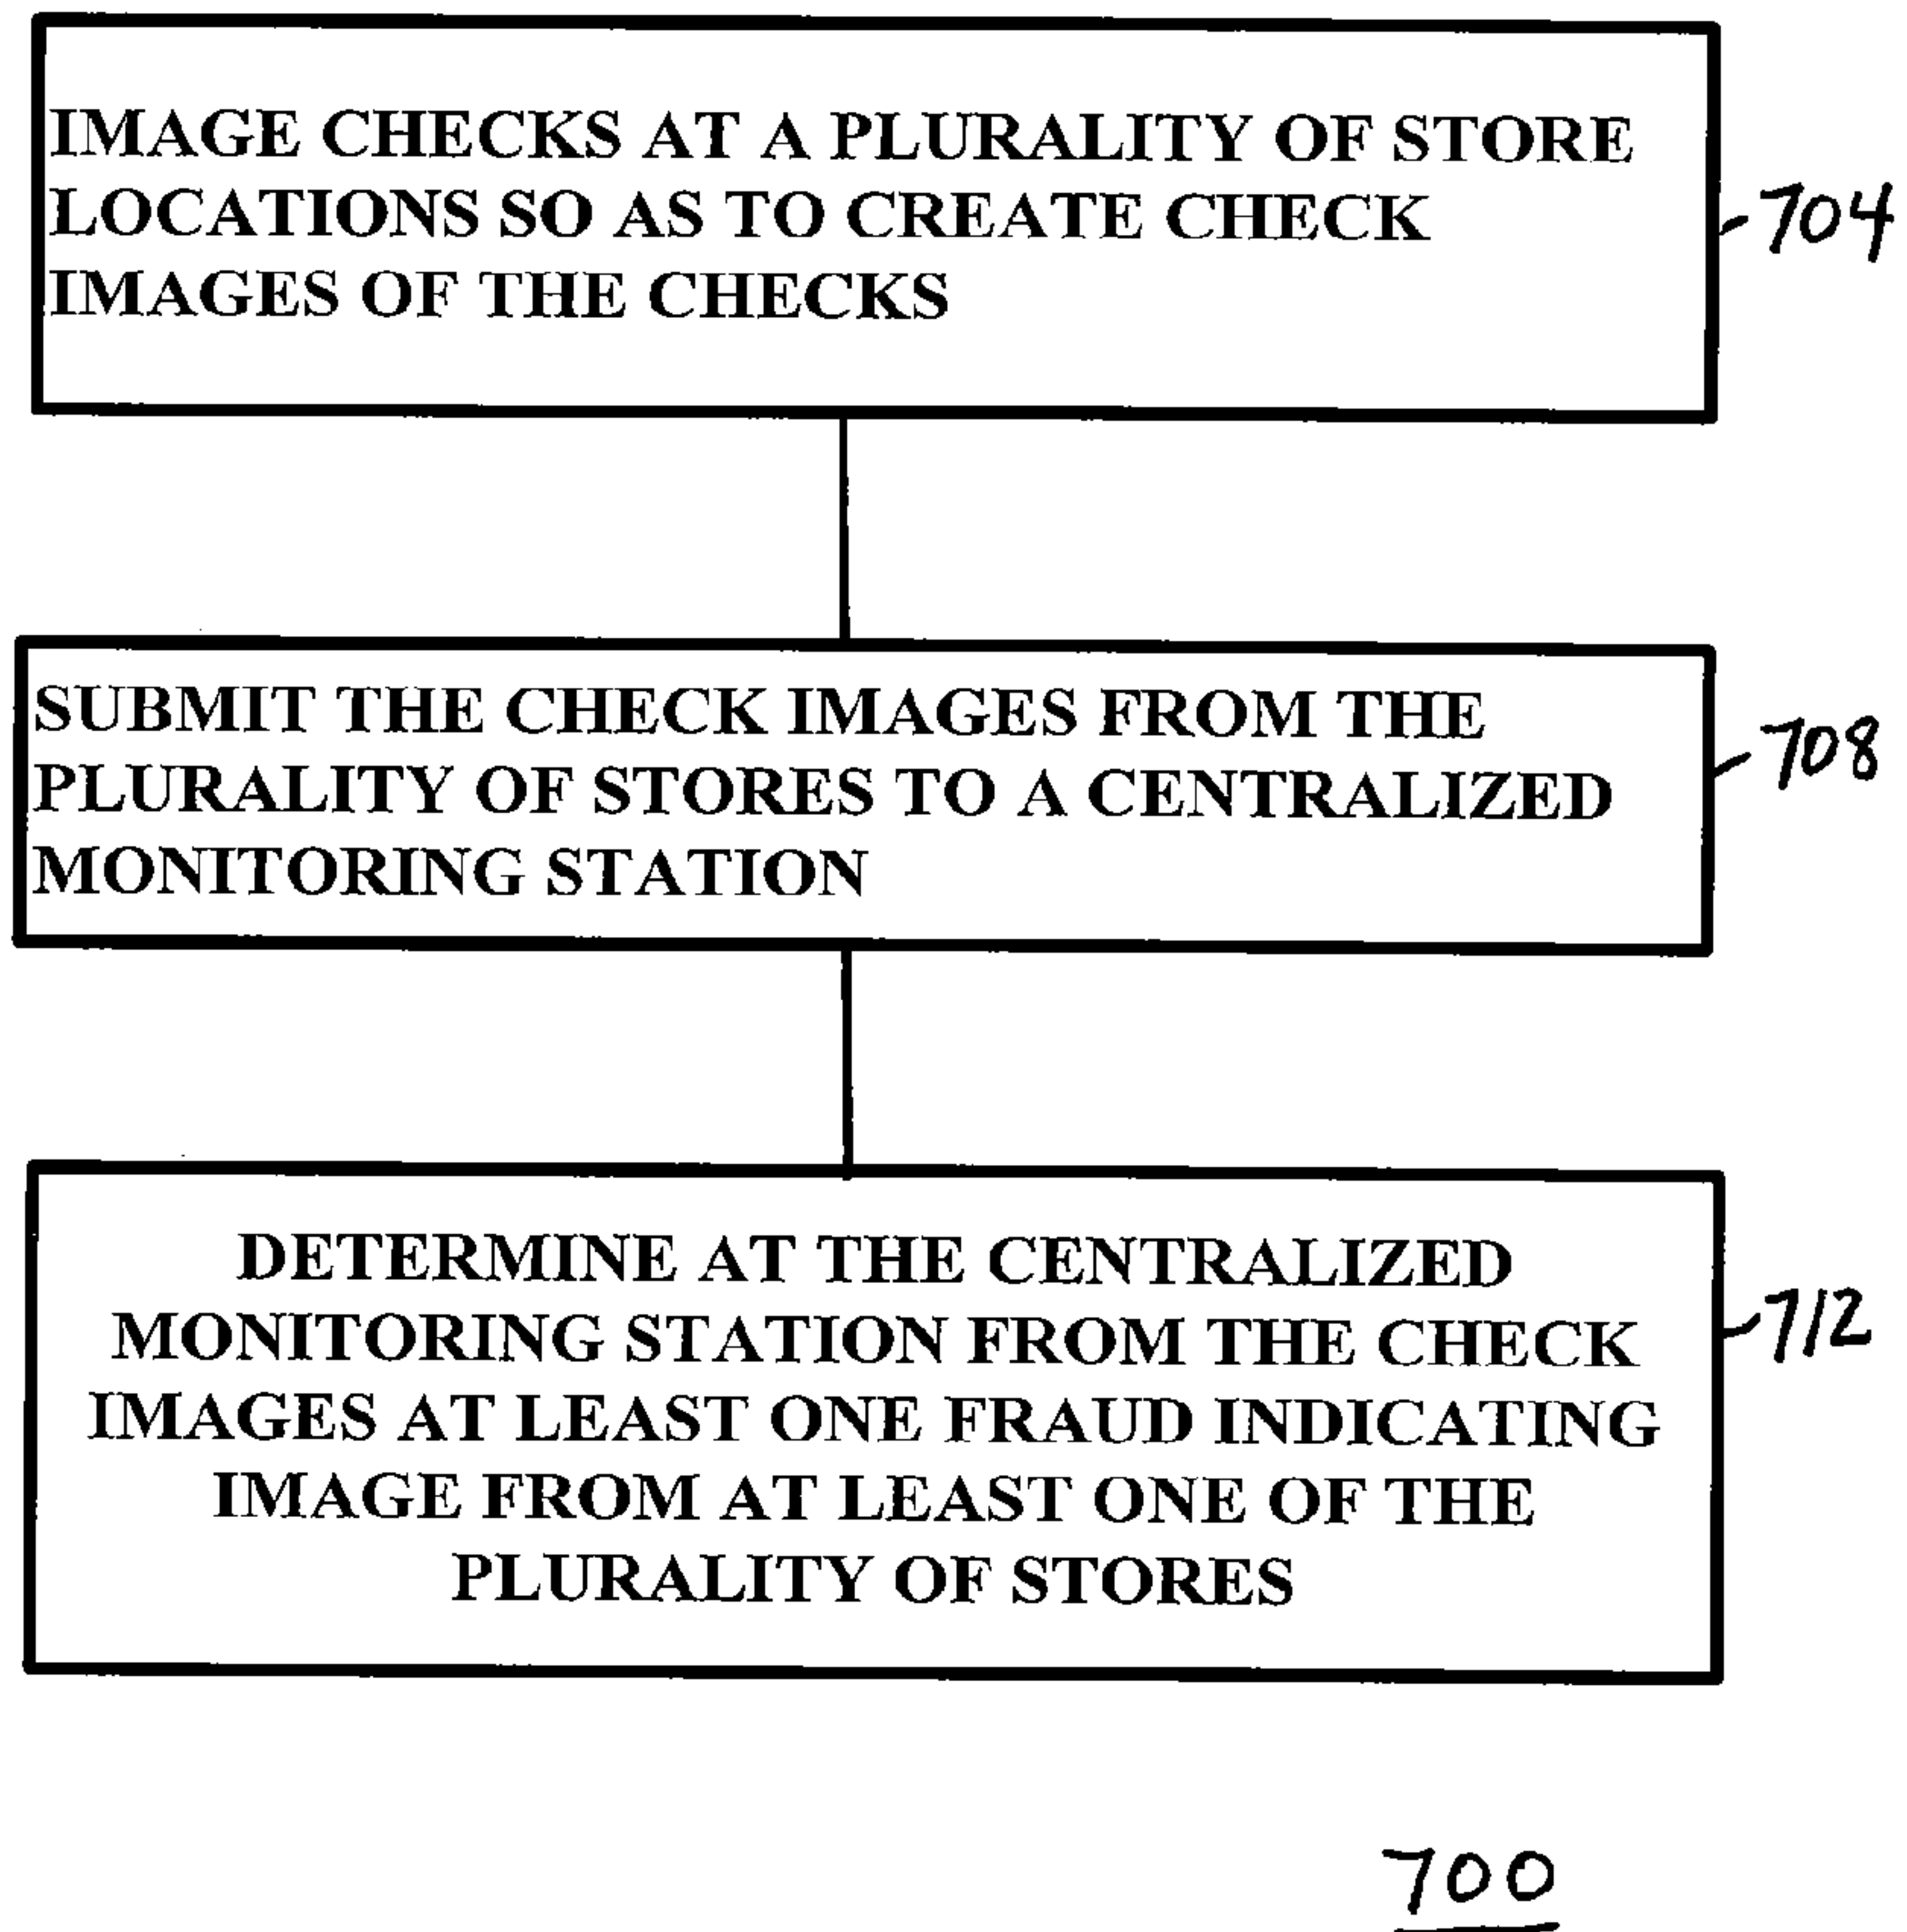 IMAGE CHECKS AT A PLURALITY OF STORE
LOCATIONS SO AS TO CREATE CHECK
IMAGES OF THE CHECKS
704
SUBMIT THE CHECK IMAGES FROM THE
PLURALITY OF STORES TO A CENTRALIZED
MONITORING STATION
708
DETERMINE AT THE CENTRALIZED
MONITORING STATION FROM THE CHECK
IMAGES AT LEAST ONE FRAUD INDICATING
IMAGE FROM AT LEAST ONE OF THE
PLURALITY OF STORES
712
700